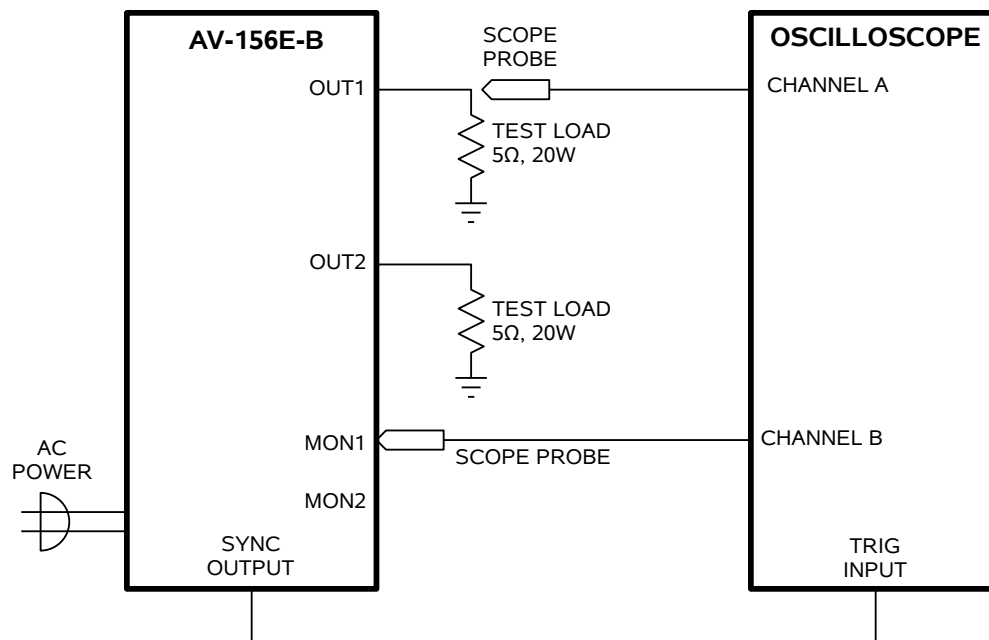 AV-156E-B
OUT1
SCOPE
PROBE
OSCILLOSCOPE
CHANNEL A
TEST LOAD
5Ω, 20W
OUT2
TEST LOAD
5Ω, 20W
MON1
SCOPE PROBE
CHANNEL B
AC
POWER
MON2
SYNC
OUTPUT
TRIG
INPUT